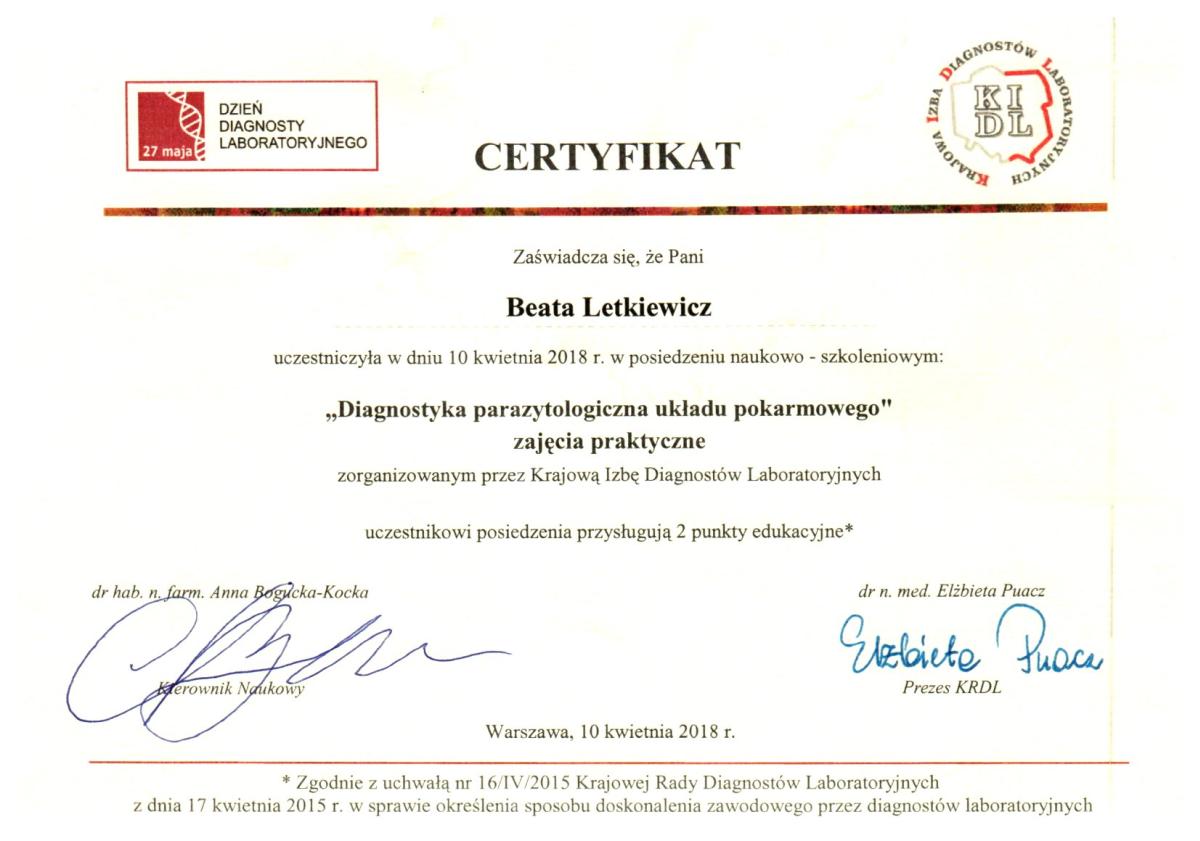 27 maja
DZIEŃ
DIAGNOSTY
LABORATORYJNEGO
KRAJOWA IZBA DIAGNOSTÓW LABORATORYJNYCH
KI
DL
CERTYFIKAT
Zaświadcza się, że Pani
Beata Letkiewicz
uczestniczyła w dniu 10 kwietnia 2018 r. w posiedzeniu naukowo - szkoleniowym:
„Diagnostyka parazytologiczna układu pokarmowego"
zajęcia praktyczne
zorganizowanym przez Krajową Izbę Diagnostów Laboratoryjnych
uczestnikowi posiedzenia przysługują 2 punkty edukacyjne*
dr hab. n. farm. Anna Bogucka-Kocka
Kierownik Naukowy
dr n. med. Elżbieta Puacz
Elżbieta Puacz
Prezes KRDL
Warszawa, 10 kwietnia 2018 r.
* Zgodnie z uchwałą nr 16/IV/2015 Krajowej Rady Diagnostów Laboratoryjnych
z dnia 17 kwietnia 2015 r. w sprawie określenia sposobu doskonalenia zawodowego przez diagnostów laboratoryjnych